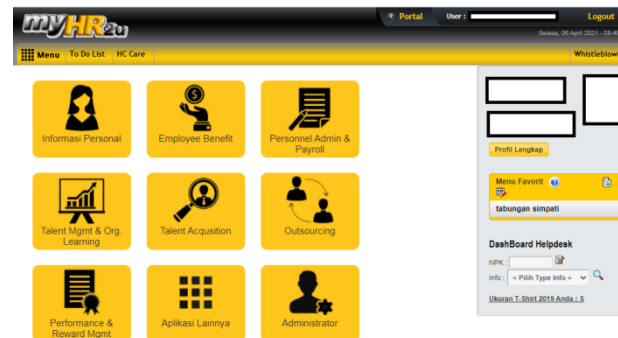 myHR2u
Portal
User :
Logout
Selasa, 06 April 2021 - 08:46
Menu
To Do List
HC Care
Whistleblow
Informasi Personal
Employee Benefit
Personnel Admin &
Payroll
Talent Mgmt & Org.
Learning
Talent Acqusition
Outsourcing
Performance &
Reward Mgmt
Aplikasi Lainnya
Administrator
Profil Lengkap
Menu Favorit
tabungan simpati
DashBoard Helpdesk
NPK :
Info :
= Pilih Type Info =
Ukuran T-Shirt 2019 Anda : S